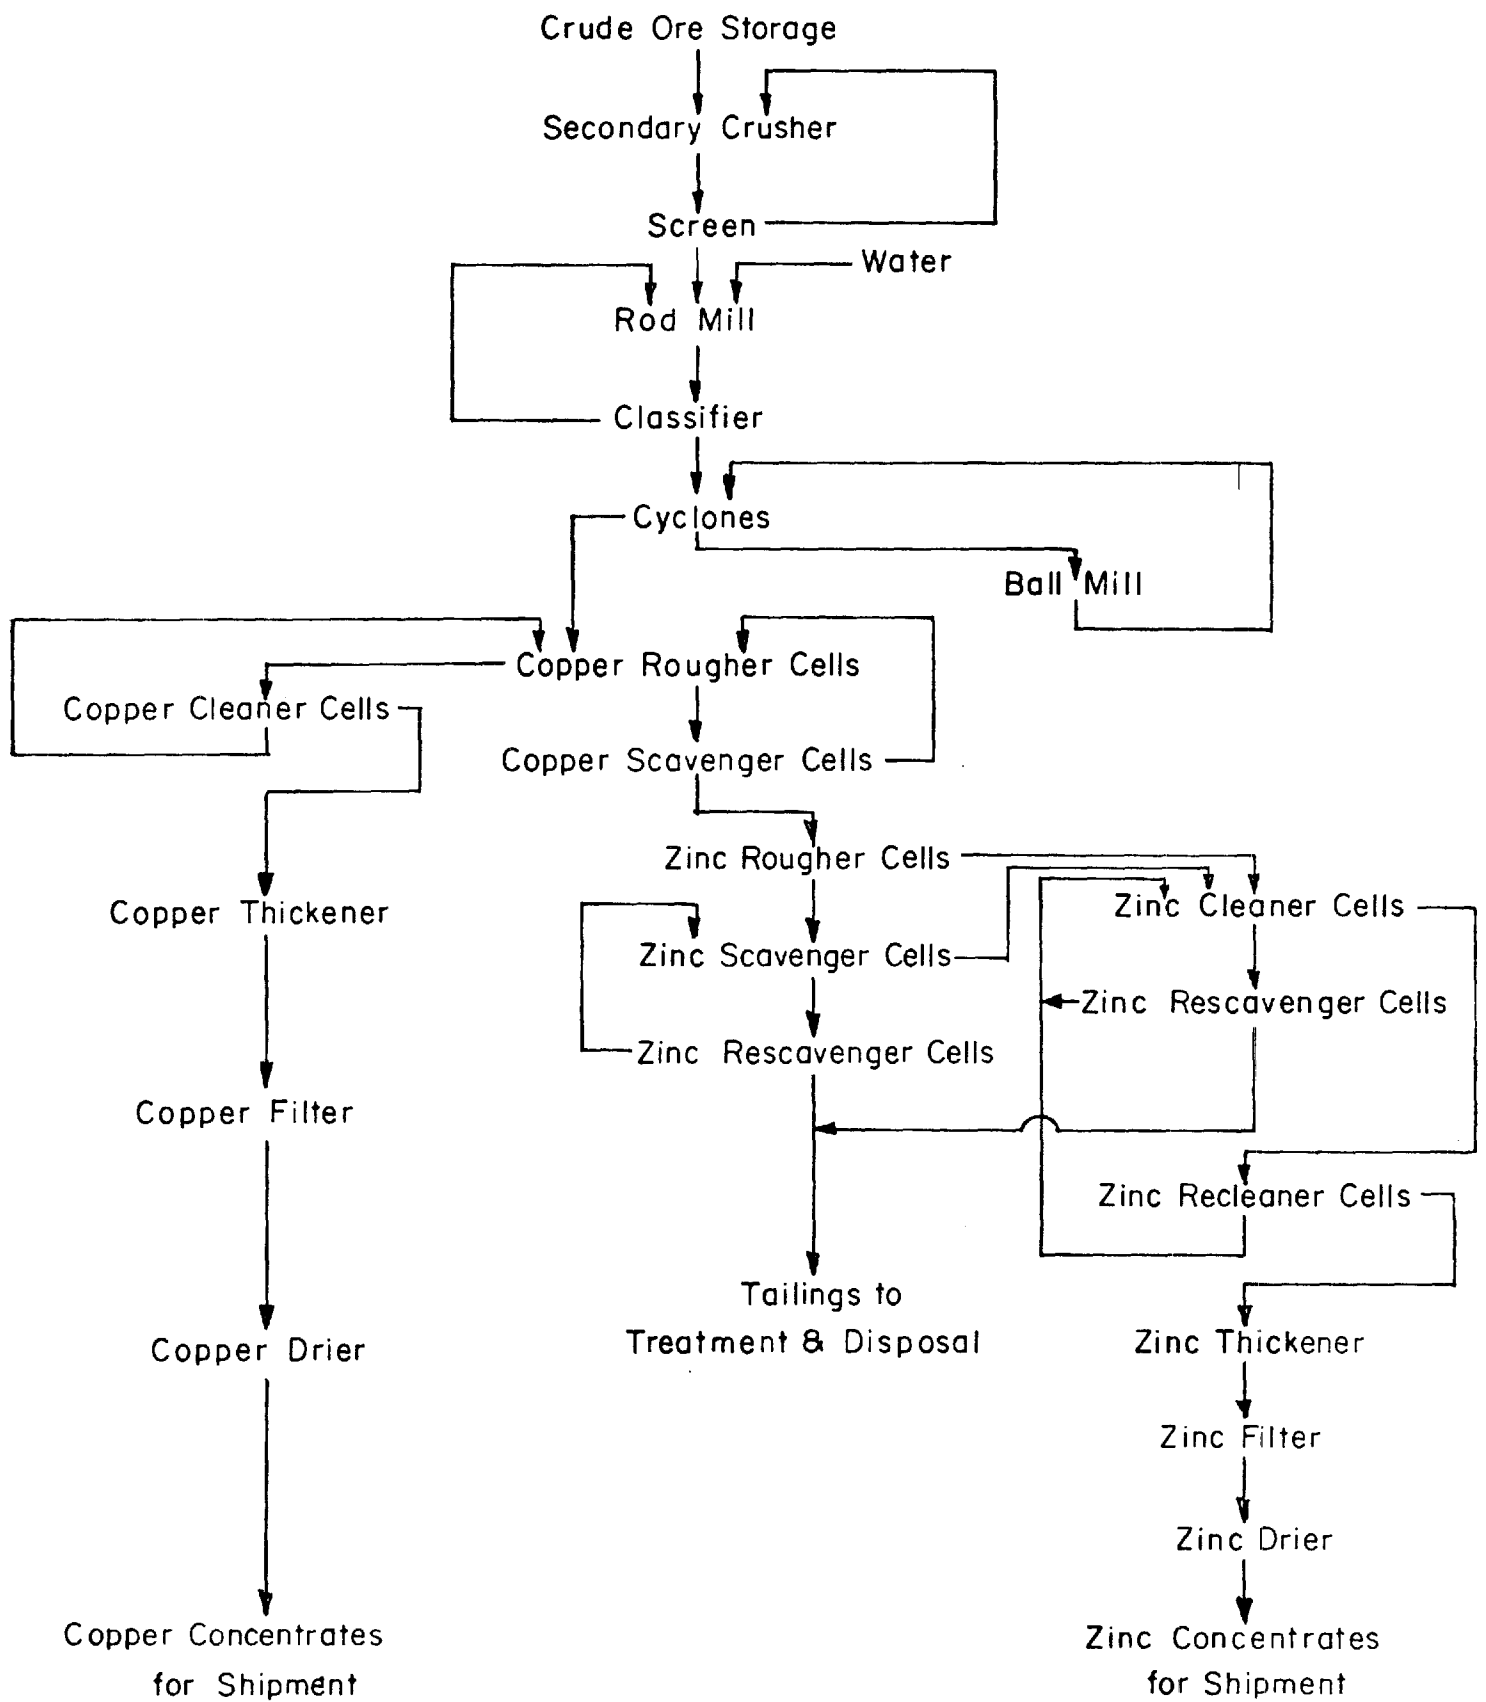 Crude Ore Storage
Secondary Crusher
Screen
Water
Rod Mill
Classifier
Cyclones
Ball Mill
Copper Rougher Cells
Copper Cleaner Cells
Copper Scavenger Cells
Zinc Rougher Cells
Zinc Cleaner Cells
Copper Thickener
Zinc Scavenger Cells
Zinc Rescavenger Cells
Zinc Rescavenger Cells
Copper Filter
Zinc Recleaner Cells
Tailings to
Treatment & Disposal
Zinc Thickener
Copper Drier
Zinc Filter
Zinc Drier
Copper Concentrates
for Shipment
Zinc Concentrates
for Shipment